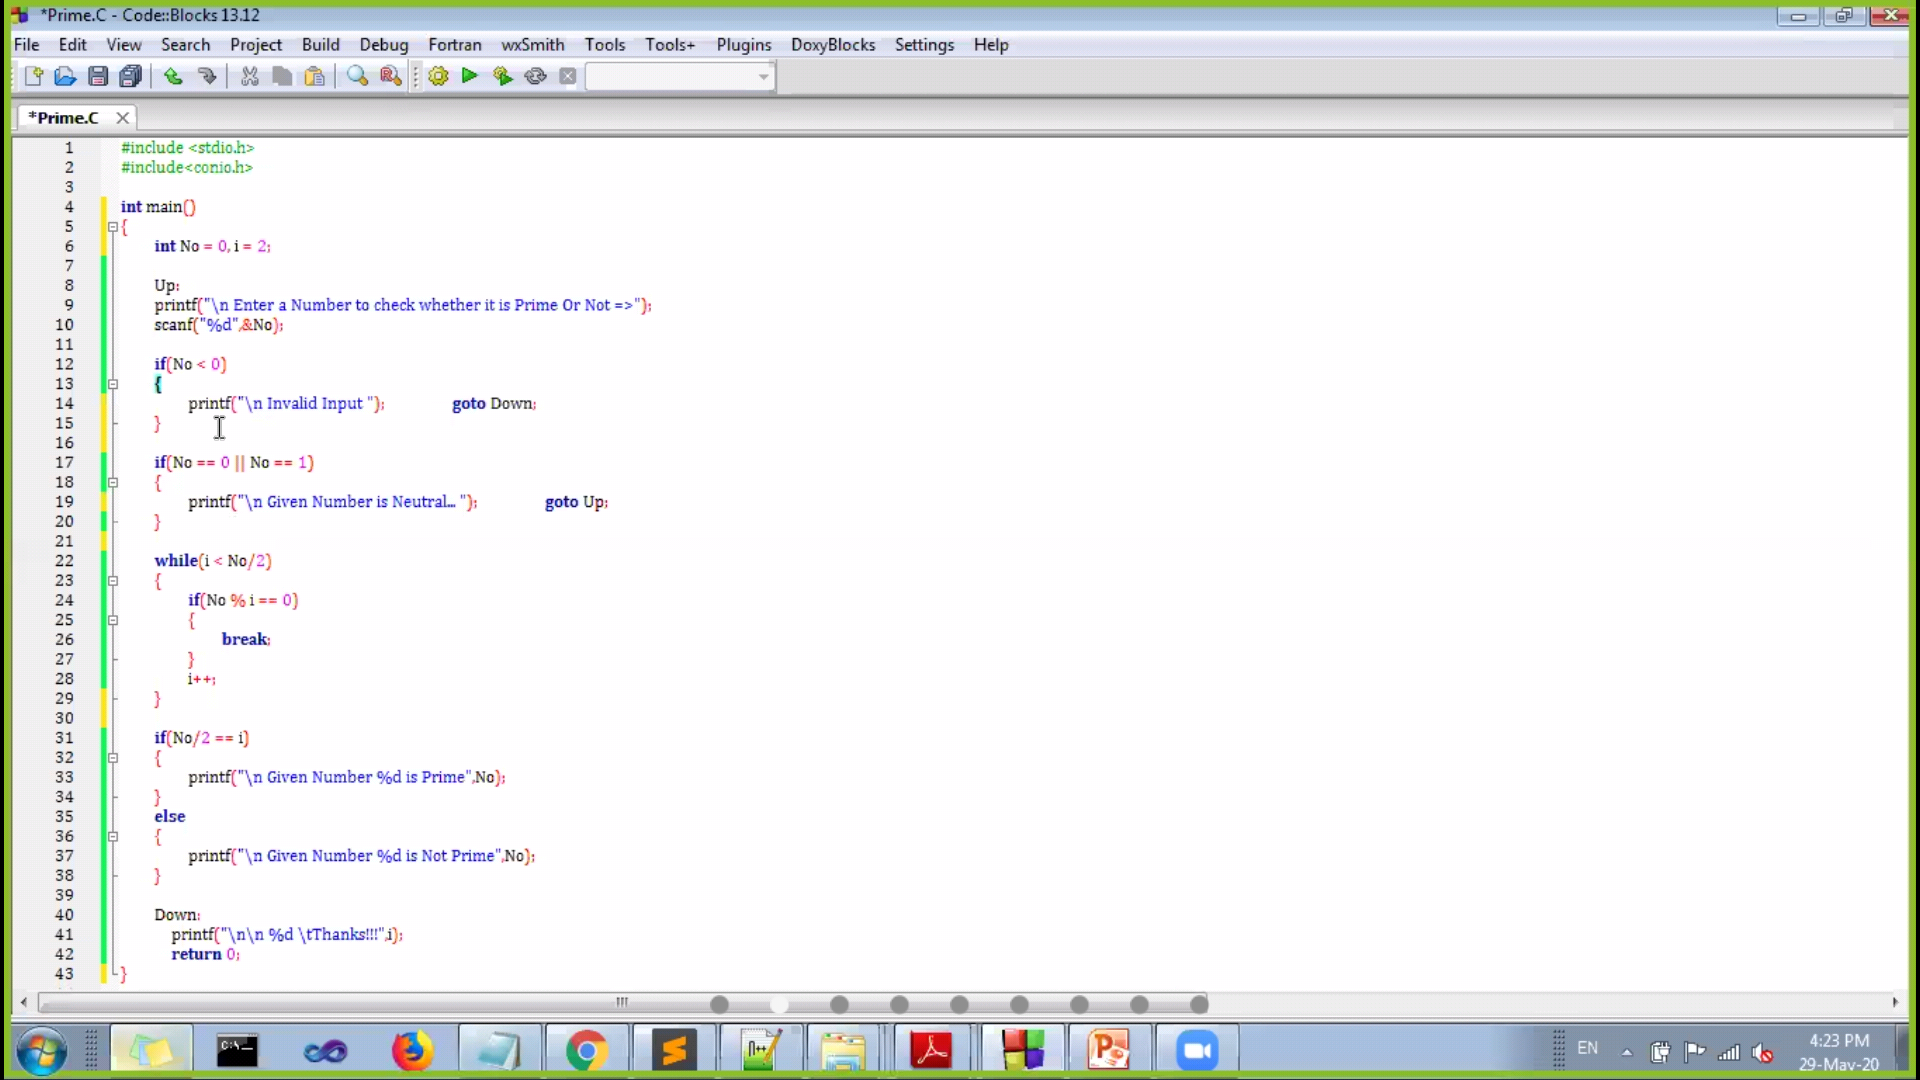 *Prime.C - Code::Blocks 13.12
File Edit View Search Project Build Debug Fortran wxSmith Tools Tools+ Plugins DoxyBlocks Settings Help
*Prime.C
1 #include <stdio.h>
2 #include<conio.h>
3
4 int main()
5 {
6 int No = 0, i = 2;
7
8 Up:
9 printf("\n Enter a Number to check whether it is Prime Or Not =>");
10 scanf("%d",&No);
11
12 if(No < 0)
13 {
14 printf("\n Invalid Input "); goto Down;
15 }
16
17 if(No == 0 || No == 1)
18 {
19 printf("\n Given Number is Neutral... "); goto Up;
20 }
21
22 while(i < No/2)
23 {
24 if(No % i == 0)
25 {
26 break;
27 }
28 i++;
29 }
30
31 if(No/2 == i)
32 {
33 printf("\n Given Number %d is Prime",No);
34 }
35 else
36 {
37 printf("\n Given Number %d is Not Prime",No);
38 }
39
40 Down:
41 printf("\n\n %d \tThanks!!!",i);
42 return 0;
43 }
EN
4:23 PM
29-May-20